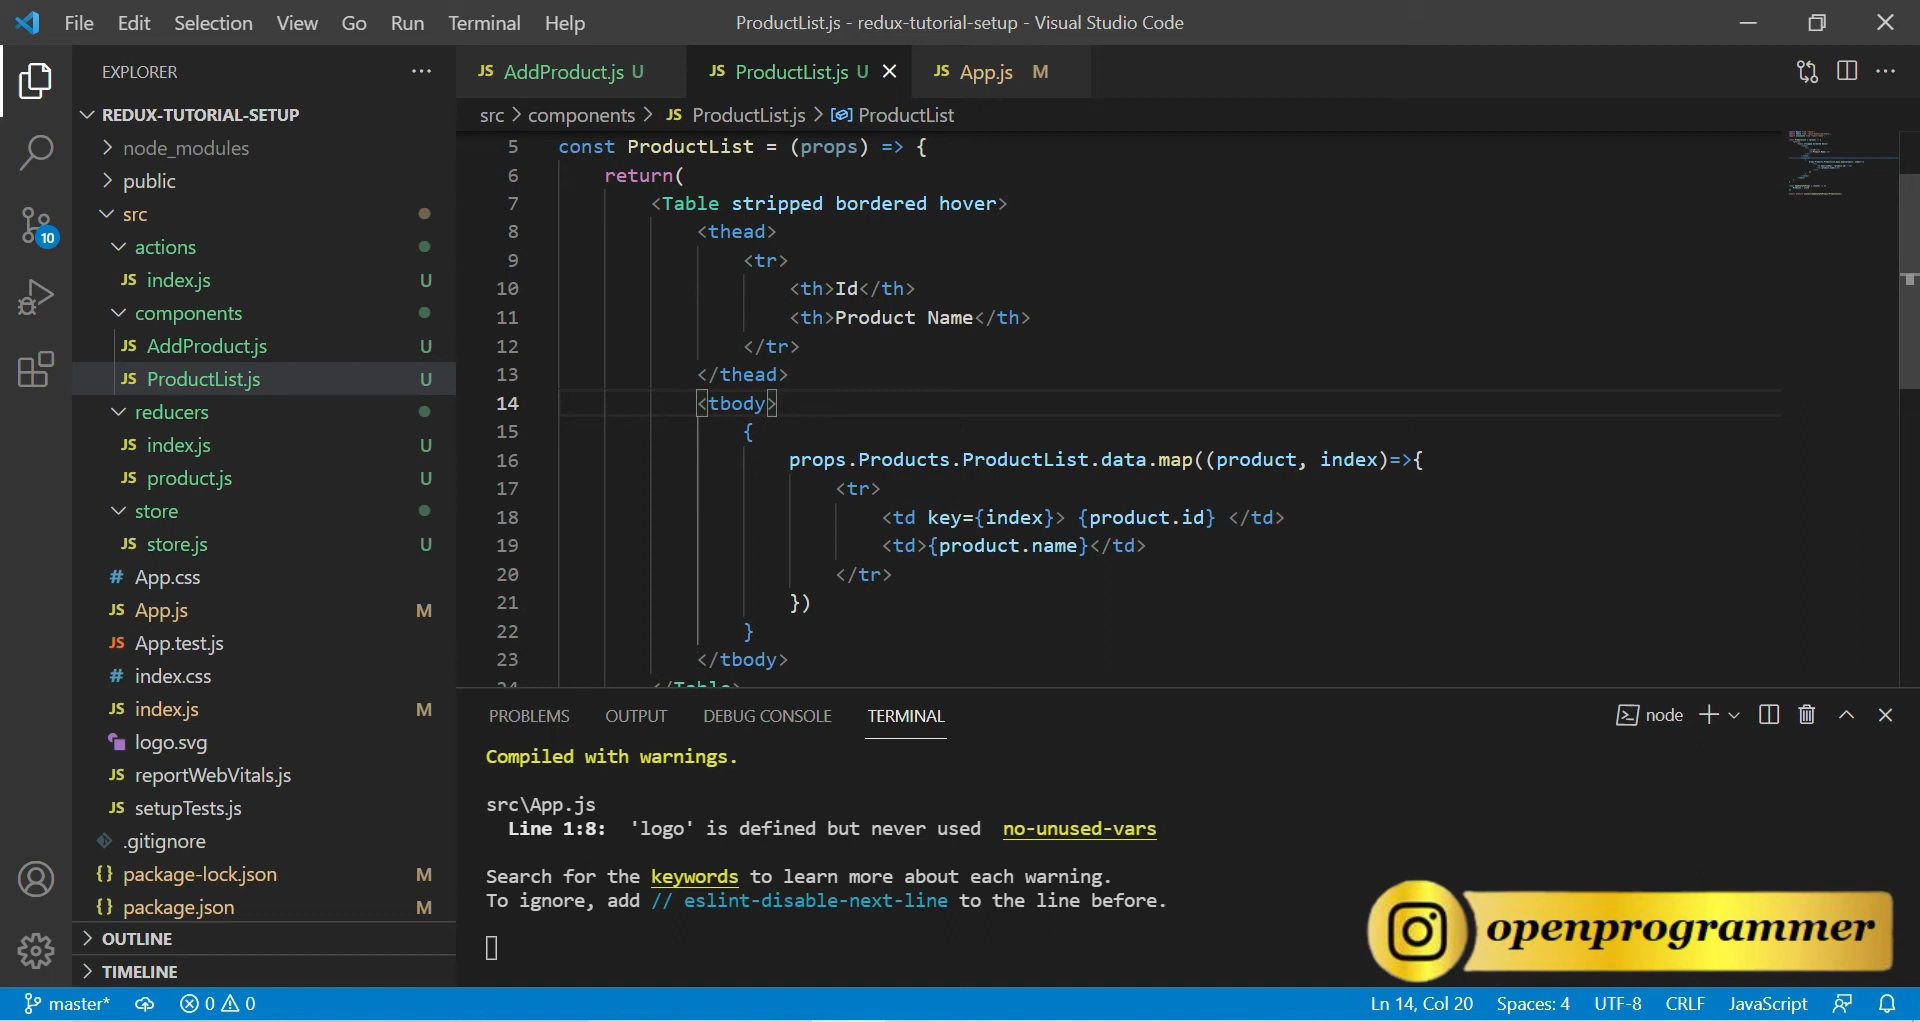 File Edit Selection View Go Run Terminal Help
ProductList.js - redux-tutorial-setup - Visual Studio Code
EXPLORER
REDUX-TUTORIAL-SETUP
node_modules
public
src
actions
JS index.js U
components
JS AddProduct.js U
JS ProductList.js U
reducers
JS index.js U
JS product.js U
store
JS store.js U
# App.css
JS App.js M
JS App.test.js
# index.css
JS index.js M
logo.svg
JS reportWebVitals.js
JS setupTests.js
.gitignore
{} package-lock.json M
{} package.json M
OUTLINE
TIMELINE
10
JS AddProduct.js U JS ProductList.js U JS App.js M
src > components > JS ProductList.js > ProductList
5 const ProductList = (props) => {
6 return(
7 <Table stripped bordered hover>
8 <thead>
9 <tr>
10 <th>Id</th>
11 <th>Product Name</th>
12 </tr>
13 </thead>
14 <tbody>
15 {
16 props.Products.ProductList.data.map((product, index)=>{
17 <tr>
18 <td key={index}> {product.id} </td>
19 <td>{product.name}</td>
20 </tr>
21 })
22 }
23 </tbody>
24 </Table>
PROBLEMS OUTPUT DEBUG CONSOLE TERMINAL
node
Compiled with warnings.
src\App.js
Line 1:8: 'logo' is defined but never used no-unused-vars
Search for the keywords to learn more about each warning.
To ignore, add // eslint-disable-next-line to the line before.
openprogrammer
master* 0 0
Ln 14, Col 20 Spaces: 4 UTF-8 CRLF JavaScript